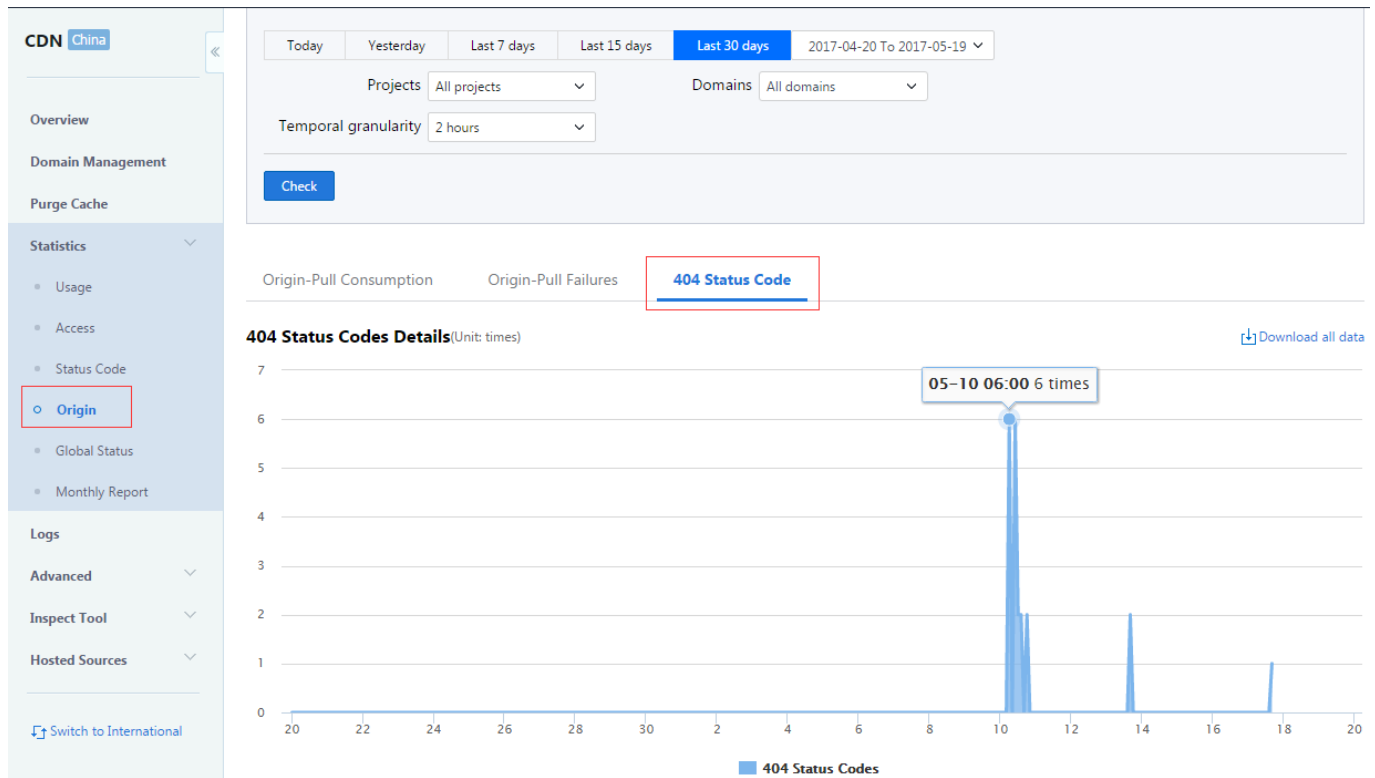 CDN China
Overview
Domain Management
Purge Cache
Statistics
Usage
Access
Status Code
Origin
Global Status
Monthly Report
Logs
Advanced
Inspect Tool
Hosted Sources
Switch to International
Today Yesterday Last 7 days Last 15 days Last 30 days 2017-04-20 To 2017-05-19
Projects All projects Domains All domains
Temporal granularity 2 hours
Check
Origin-Pull Consumption Origin-Pull Failures 404 Status Code
404 Status Codes Details(Unit: times) Download all data
7
05-10 06:00 6 times
6
5
4
3
2
1
0
20 22 24 26 28 30 2 4 6 8 10 12 14 16 18 20
404 Status Codes